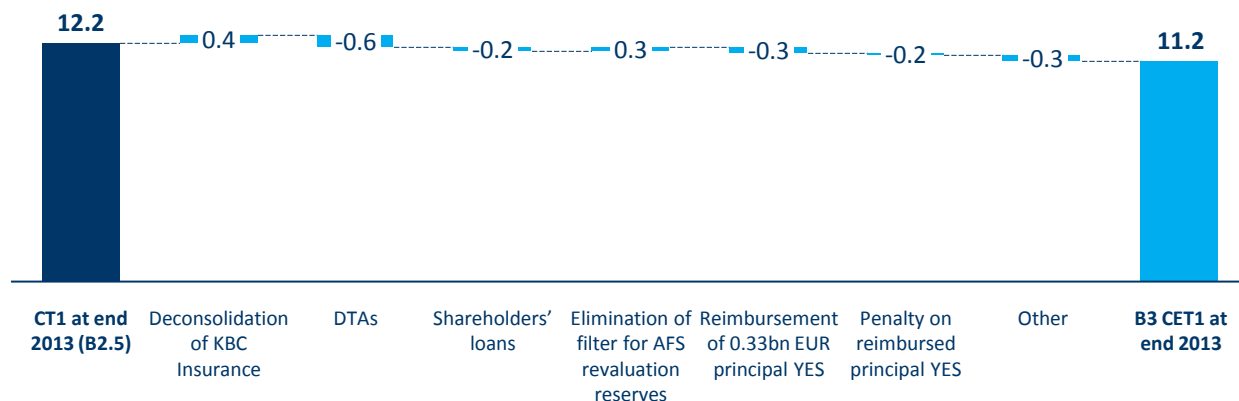 12.2
0.4
-0.6
-0.2
0.3
-0.3
-0.2
-0.3
11.2
CT1 at end
2013 (B2.5)
Deconsolidation
of KBC
Insurance
DTAs
Shareholders’
loans
Elimination of
filter for AFS
revaluation
reserves
Reimbursement
of 0.33bn EUR
principal YES
Penalty on
reimbursed
principal YES
Other
B3 CET1 at
end 2013